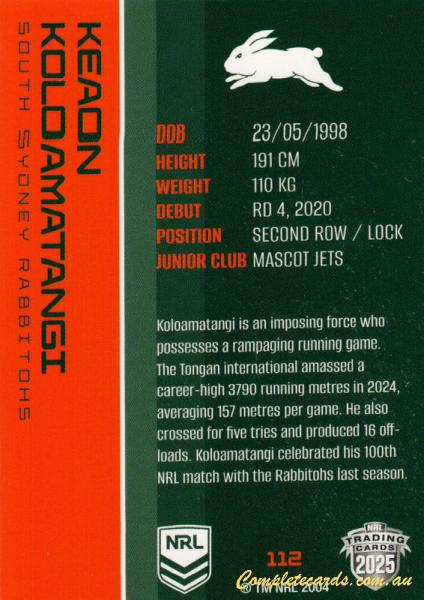 KEAON
KOLOAMATANGI
SOUTH SYDNEY RABBITOHS
DOB 23/05/1998
HEIGHT 191 CM
WEIGHT 110 KG
DEBUT RD 4, 2020
POSITION SECOND ROW / LOCK
JUNIOR CLUB MASCOT JETS
Koloamatangi is an imposing force who
possesses a rampaging running game.
The Tongan international amassed a
career-high 3790 running metres in 2024,
averaging 157 metres per game. He also
crossed for five tries and produced 16 off-
loads. Koloamatangi celebrated his 100th
NRL match with the Rabbitohs last season.
NRL
112
NRL
TRADING
CARDS
2025
Completecards.com.au
® TM NRL 2004